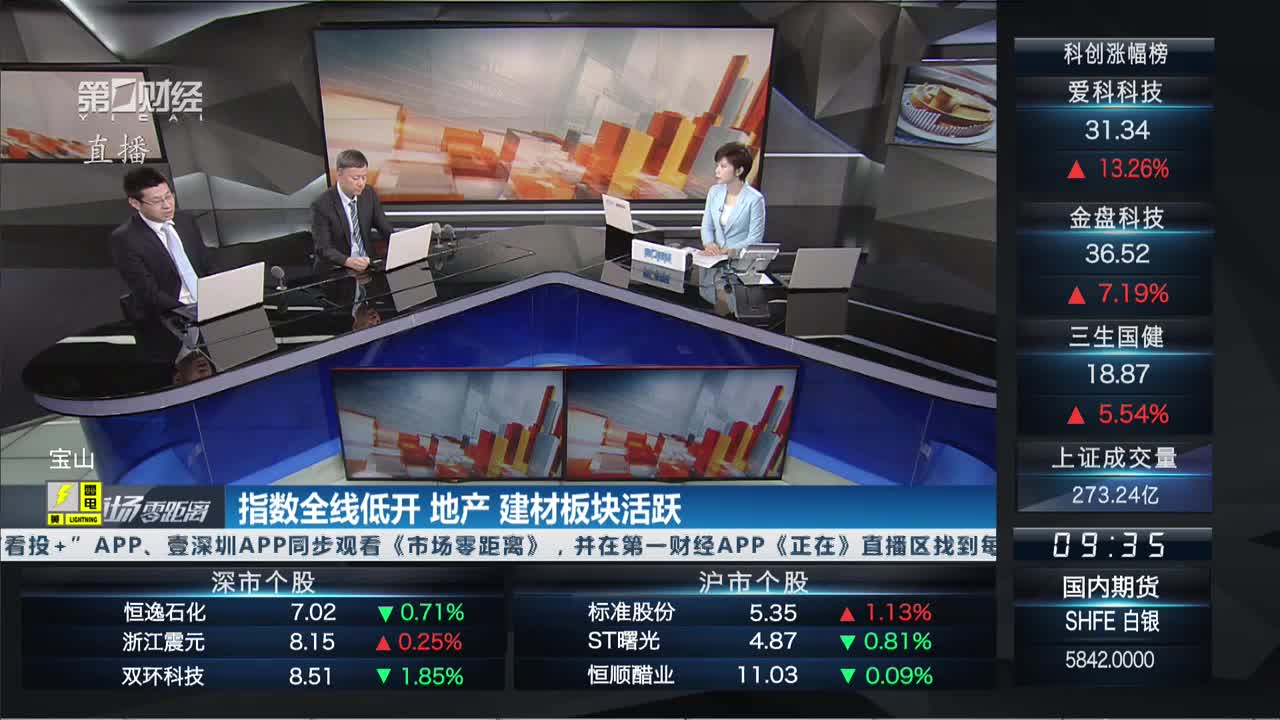 第一财经
YICAI
直播
宝山
雷电
黄 LIGHTNING
市场零距离
指数全线低开 地产 建材板块活跃
看投+”APP、壹深圳APP同步观看《市场零距离》，并在第一财经APP《正在》直播区找到每
深市个股
恒逸石化 7.02 ▼ 0.71%
浙江震元 8.15 ▲ 0.25%
双环科技 8.51 ▼ 1.85%
沪市个股
标准股份 5.35 ▲ 1.13%
ST曙光 4.87 ▼ 0.81%
恒顺醋业 11.03 ▼ 0.09%
科创涨幅榜
爱科科技
31.34
▲ 13.26%
金盘科技
36.52
▲ 7.19%
三生国健
18.87
▲ 5.54%
上证成交量
273.24亿
09:35
国内期货
SHFE 白银
5842.0000